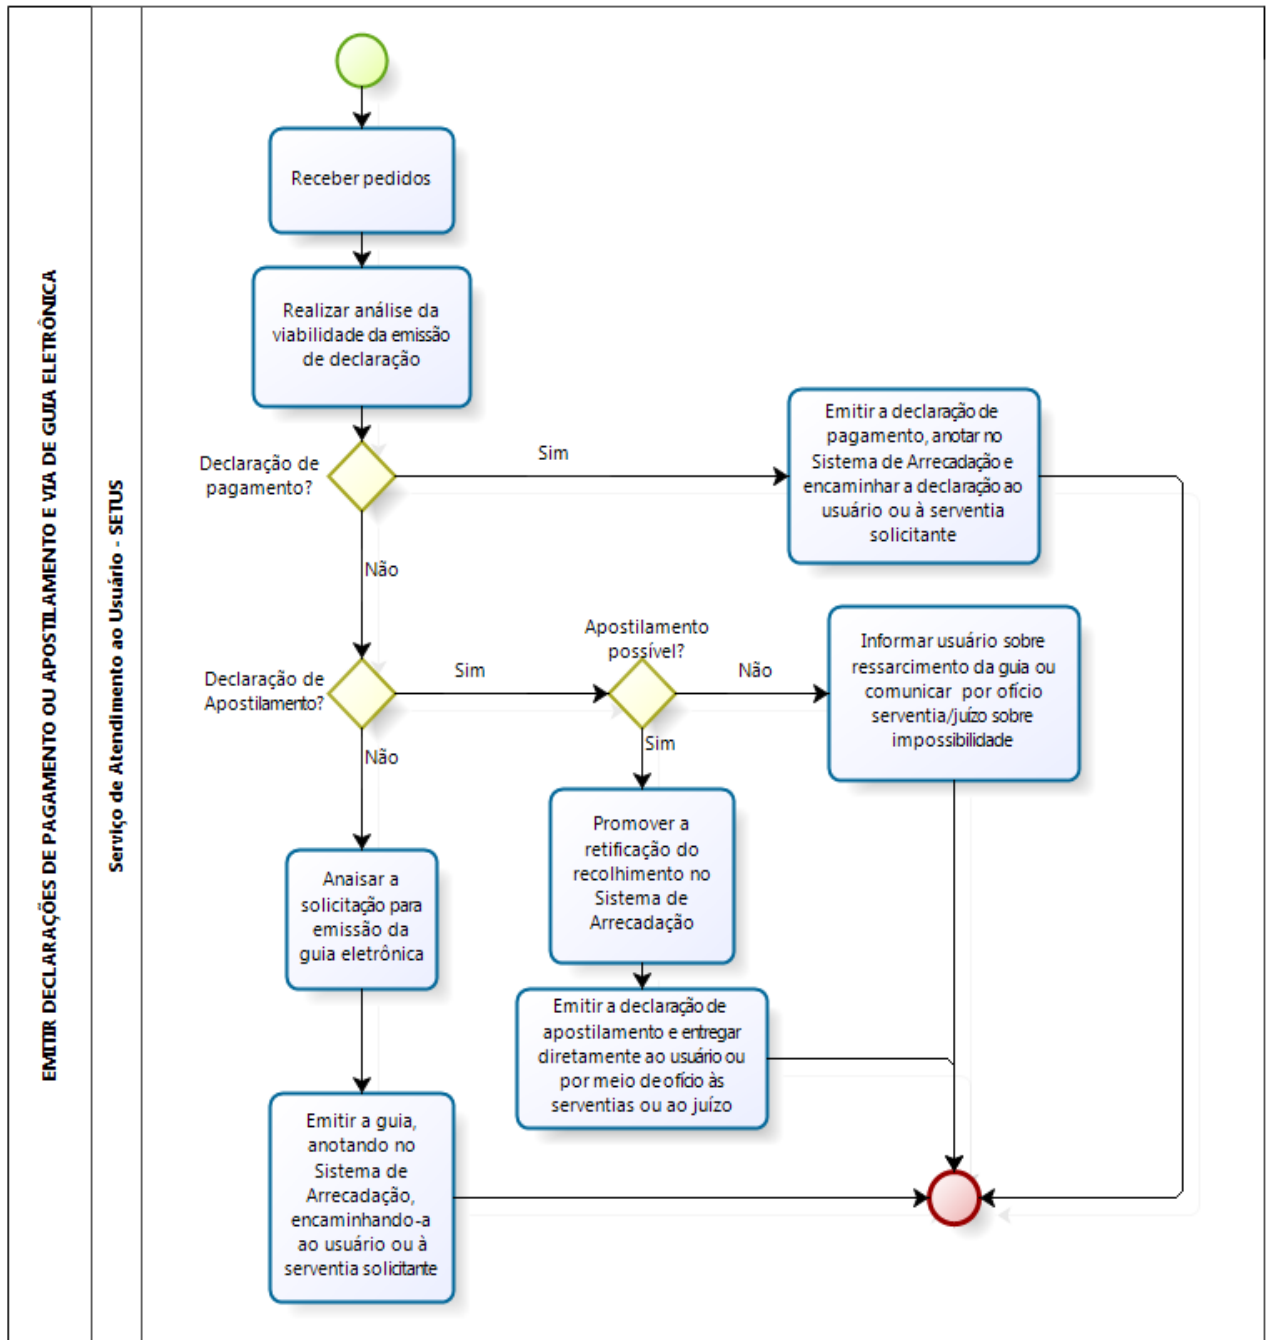 EMITIR DECLARAÇÕES DE PAGAMENTO OU APOSTILAMENTO E VIA DE GUIA ELETRÔNICA
Serviço de Atendimento ao Usuário - SETUS
Receber pedidos
Realizar análise da
viabilidade da emissão
de declaração
Declaração de
pagamento?
Sim
Emitir a declaração de
pagamento, anotar no
Sistema de Arrecadação e
encaminhar a declaração ao
usuário ou à serventia
solicitante
Não
Declaração de
Apostilamento?
Sim
Apostilamento
possível?
Não
Informar usuário sobre
ressarcimento da guia ou
comunicar por ofício
serventia/juízo sobre
impossibilidade
Sim
Não
Promover a
retificação do
recolhimento no
Sistema de
Arrecadação
Anaisar a
solicitação para
emissão da
guia eletrônica
Emitir a declaração de
apostilamento e entregar
diretamente ao usuário ou
por meio de ofício às
serventias ou ao juízo
Emitir a guia,
anotando no
Sistema de
Arrecadação,
encaminhando-a
ao usuário ou à
serventia solicitante